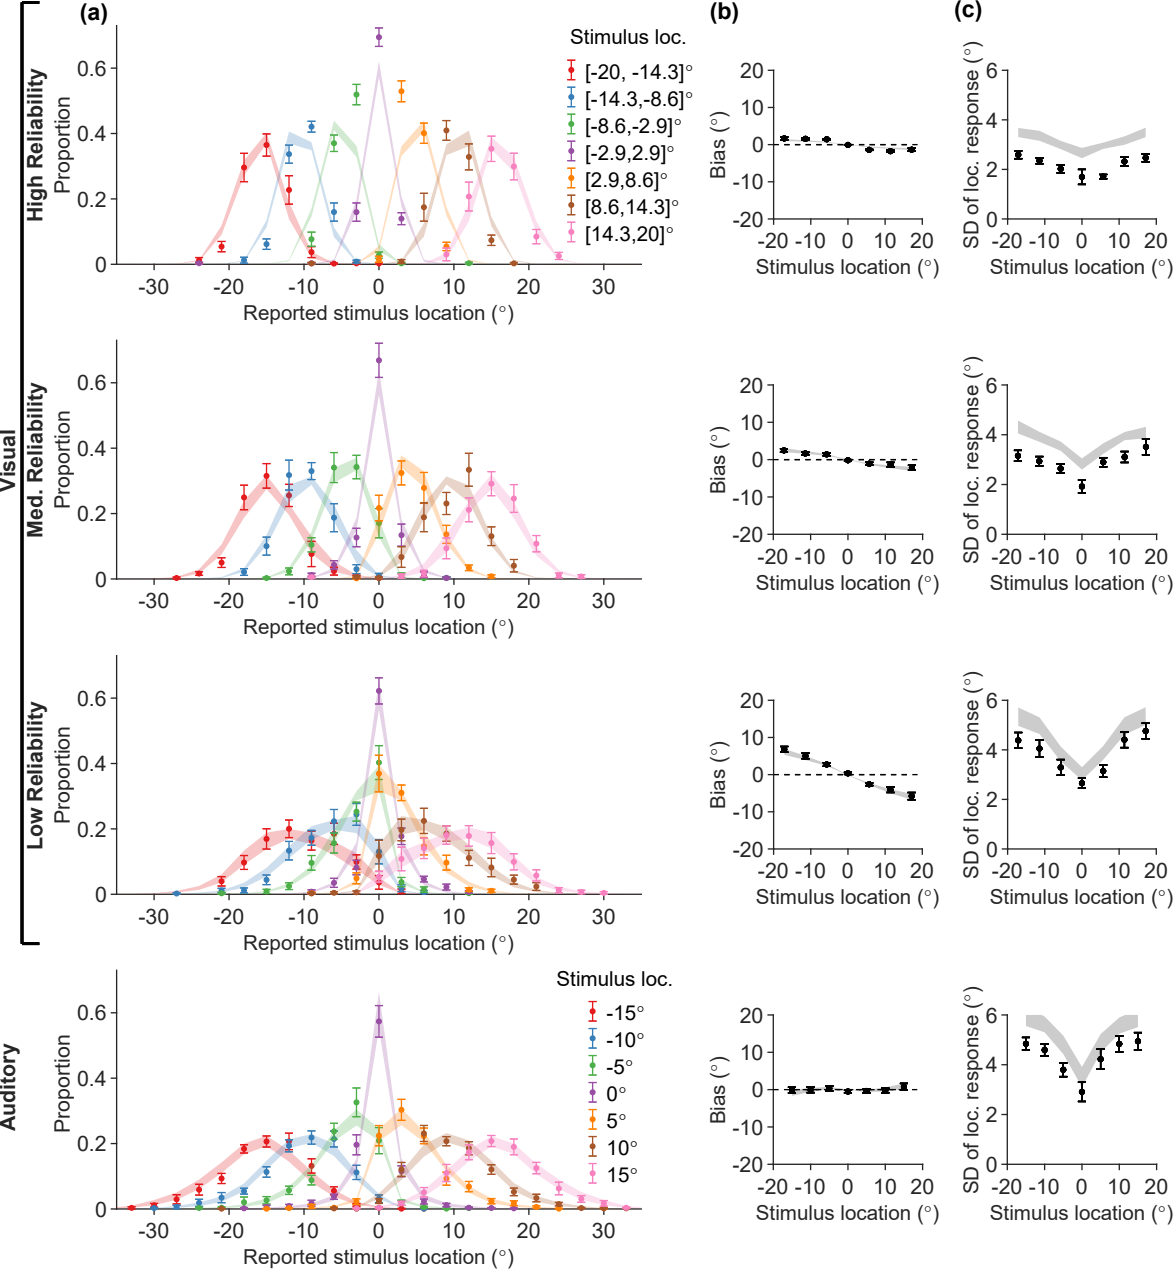 (a)
(b)
(c)
Visual
High Reliability
Proportion
0.6
0.4
0.2
0
-30 -20 -10 0 10 20 30
Reported stimulus location (°)
Stimulus loc.
[-20, -14.3]°
[-14.3,-8.6]°
[-8.6,-2.9]°
[-2.9,2.9]°
[2.9,8.6]°
[8.6,14.3]°
[14.3,20]°
Bias (°)
20
10
0
-10
-20
-20 -10 0 10 20
Stimulus location (°)
SD of loc. response (°)
6
4
2
0
-20 -10 0 10 20
Stimulus location (°)
Med. Reliability
Proportion
0.6
0.4
0.2
0
-30 -20 -10 0 10 20 30
Reported stimulus location (°)
Bias (°)
20
10
0
-10
-20
-20 -10 0 10 20
Stimulus location (°)
SD of loc. response (°)
6
4
2
0
-20 -10 0 10 20
Stimulus location (°)
Low Reliability
Proportion
0.6
0.4
0.2
0
-30 -20 -10 0 10 20 30
Reported stimulus location (°)
Bias (°)
20
10
0
-10
-20
-20 -10 0 10 20
Stimulus location (°)
SD of loc. response (°)
6
4
2
0
-20 -10 0 10 20
Stimulus location (°)
Auditory
Proportion
0.6
0.4
0.2
0
-30 -20 -10 0 10 20 30
Reported stimulus location (°)
Stimulus loc.
-15°
-10°
-5°
0°
5°
10°
15°
Bias (°)
20
10
0
-10
-20
-20 -10 0 10 20
Stimulus location (°)
SD of loc. response (°)
6
4
2
0
-20 -10 0 10 20
Stimulus location (°)